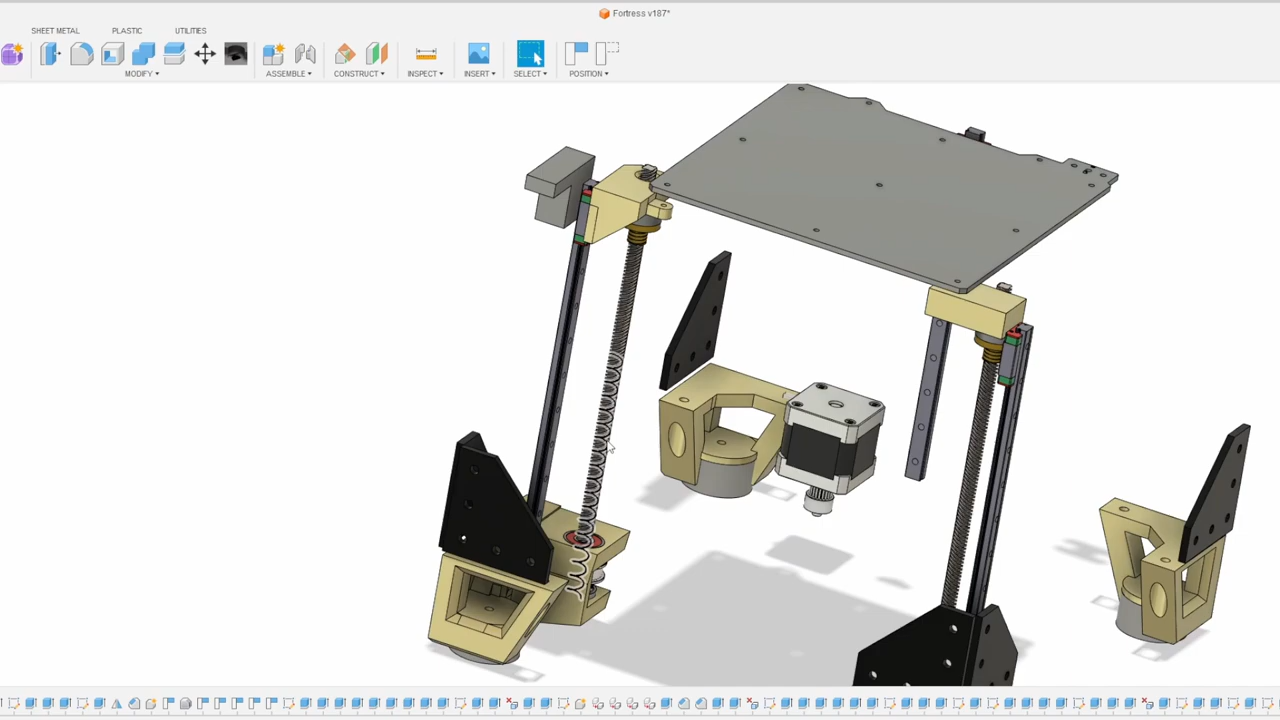 Fortress v187*
SHEET METAL PLASTIC UTILITIES
MODIFY ASSEMBLE CONSTRUCT INSPECT INSERT SELECT POSITION